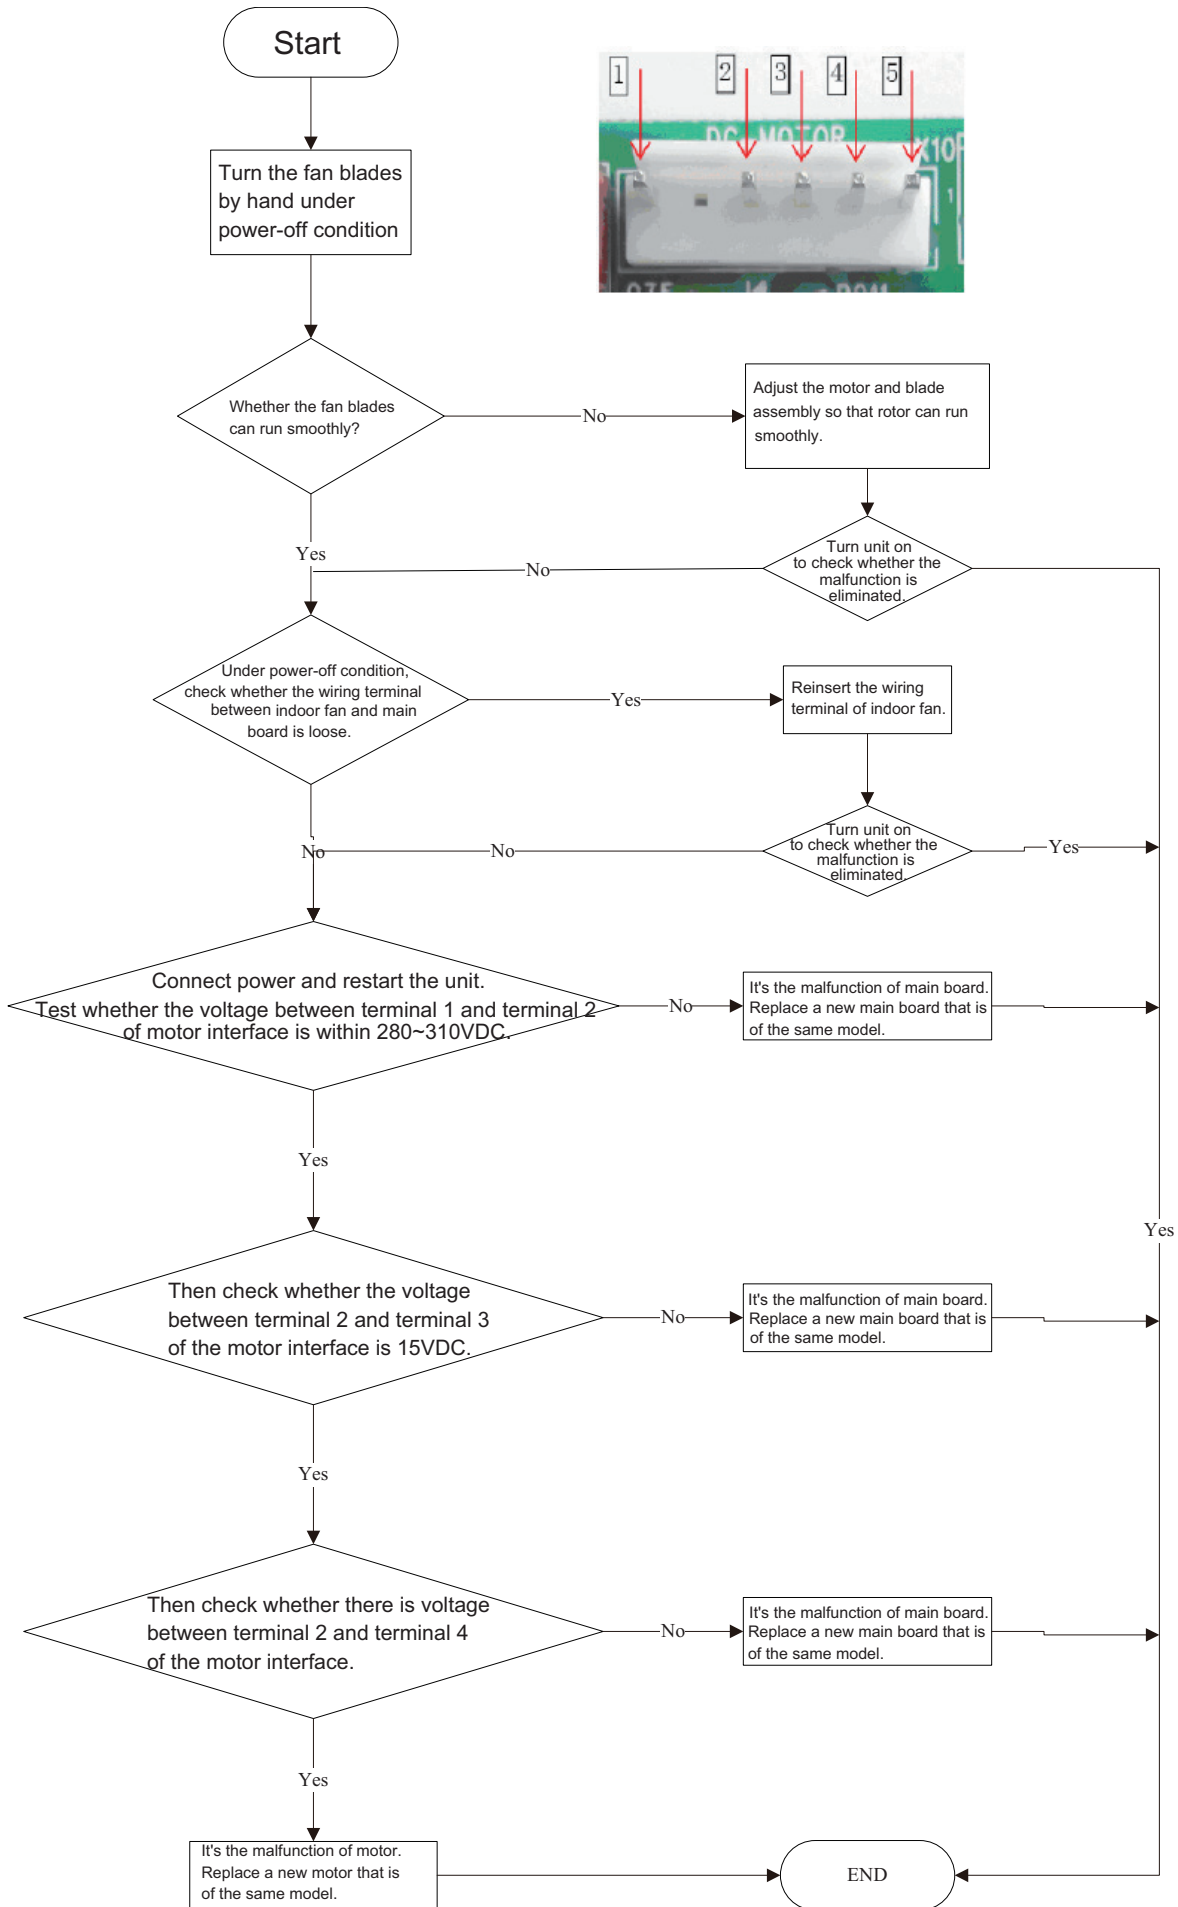 Start
1
2
3
4
5
DC MOTOR
1
Turn the fan blades
by hand under
power-off condition
Whether the fan blades
can run smoothly?
No
Adjust the motor and blade
assembly so that rotor can run
smoothly.
Yes
Turn unit on
to check whether the
malfunction is
eliminated.
No
Under power-off condition,
check whether the wiring terminal
between indoor fan and main
board is loose.
Yes
Reinsert the wiring
terminal of indoor fan.
No
No
Turn unit on
to check whether the
malfunction is
eliminated.
Yes
Connect power and restart the unit.
Test whether the voltage between terminal 1 and terminal 2
of motor interface is within 280~310VDC.
No
It's the malfunction of main board.
Replace a new main board that is
of the same model.
Yes
Yes
Then check whether the voltage
between terminal 2 and terminal 3
of the motor interface is 15VDC.
No
It's the malfunction of main board.
Replace a new main board that is
of the same model.
Yes
Then check whether there is voltage
between terminal 2 and terminal 4
of the motor interface.
No
It's the malfunction of main board.
Replace a new main board that is
of the same model.
Yes
It's the malfunction of motor.
Replace a new motor that is
of the same model.
END